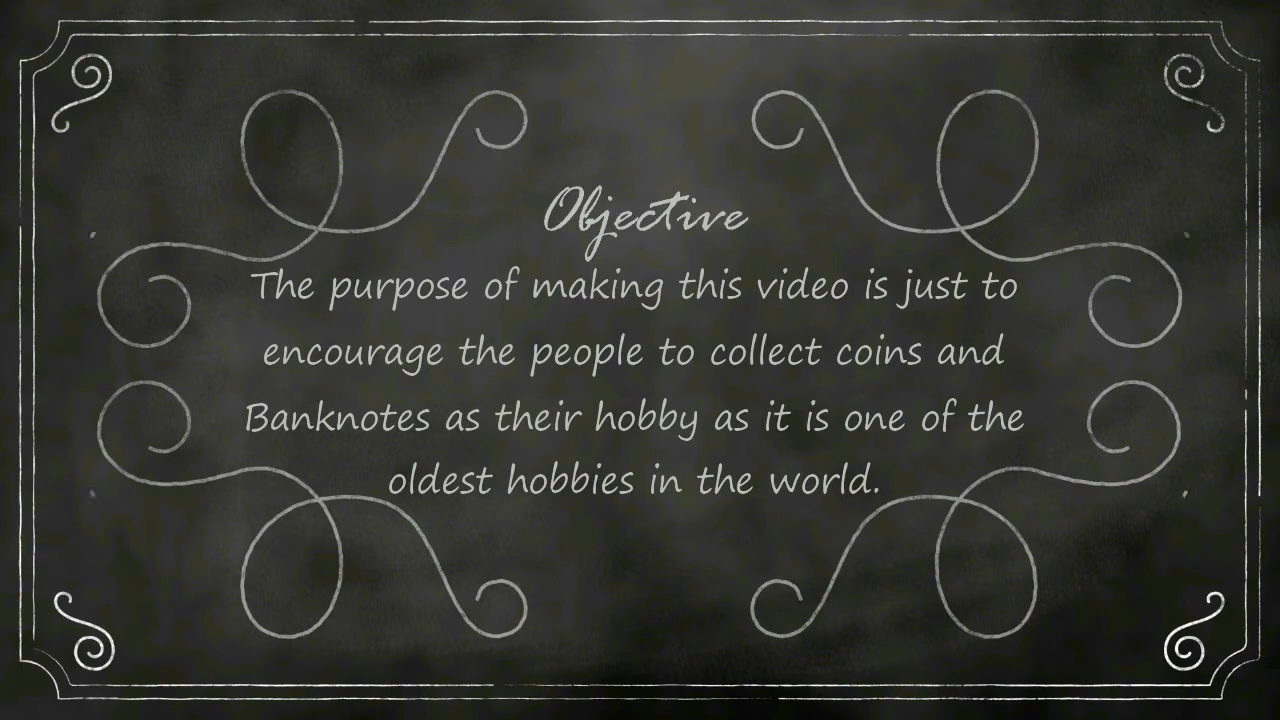 Objective
The purpose of making this video is just to
encourage the people to collect coins and
Banknotes as their hobby as it is one of the
oldest hobbies in the world.